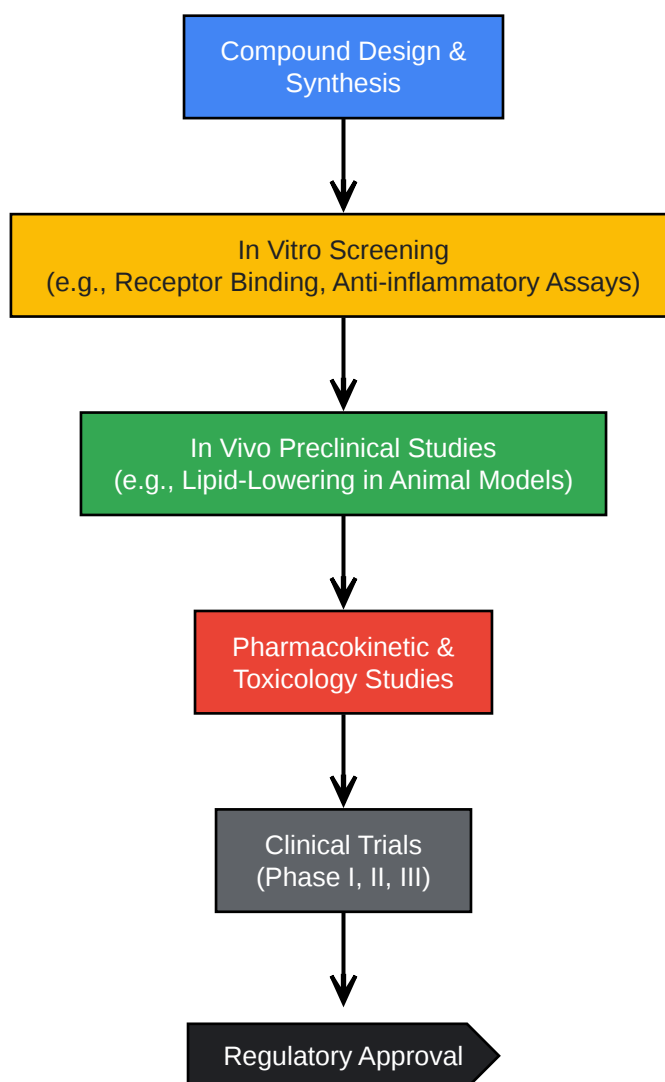 Compound Design &
Synthesis
In Vitro Screening
(e.g., Receptor Binding, Anti-inflammatory Assays)
In Vivo Preclinical Studies
(e.g., Lipid-Lowering in Animal Models)
Pharmacokinetic &
Toxicology Studies
Clinical Trials
(Phase I, II, III)
Regulatory Approval